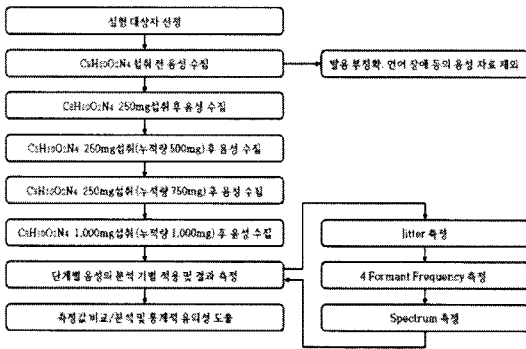 실험 대상자 선정
C8H10O2N4 섭취 전 음성 수집
발음 부정확, 언어 장애 등의 음성 자료 제외
C8H10O2N4 250mg섭취 후 음성 수집
C8H10O2N4 250mg섭취(누적량 500mg) 후 음성 수집
C8H10O2N4 250mg섭취(누적량 750mg) 후 음성 수집
C8H10O2N4 1,000mg섭취(누적량 1,000mg) 후 음성 수집
Jitter 측정
단계별 음성의 분석 기법 적용 및 결과 측정
4 Formant Frequency 측정
측정값 비교/분석 및 통계적 유의성 도출
Spectrum 측정